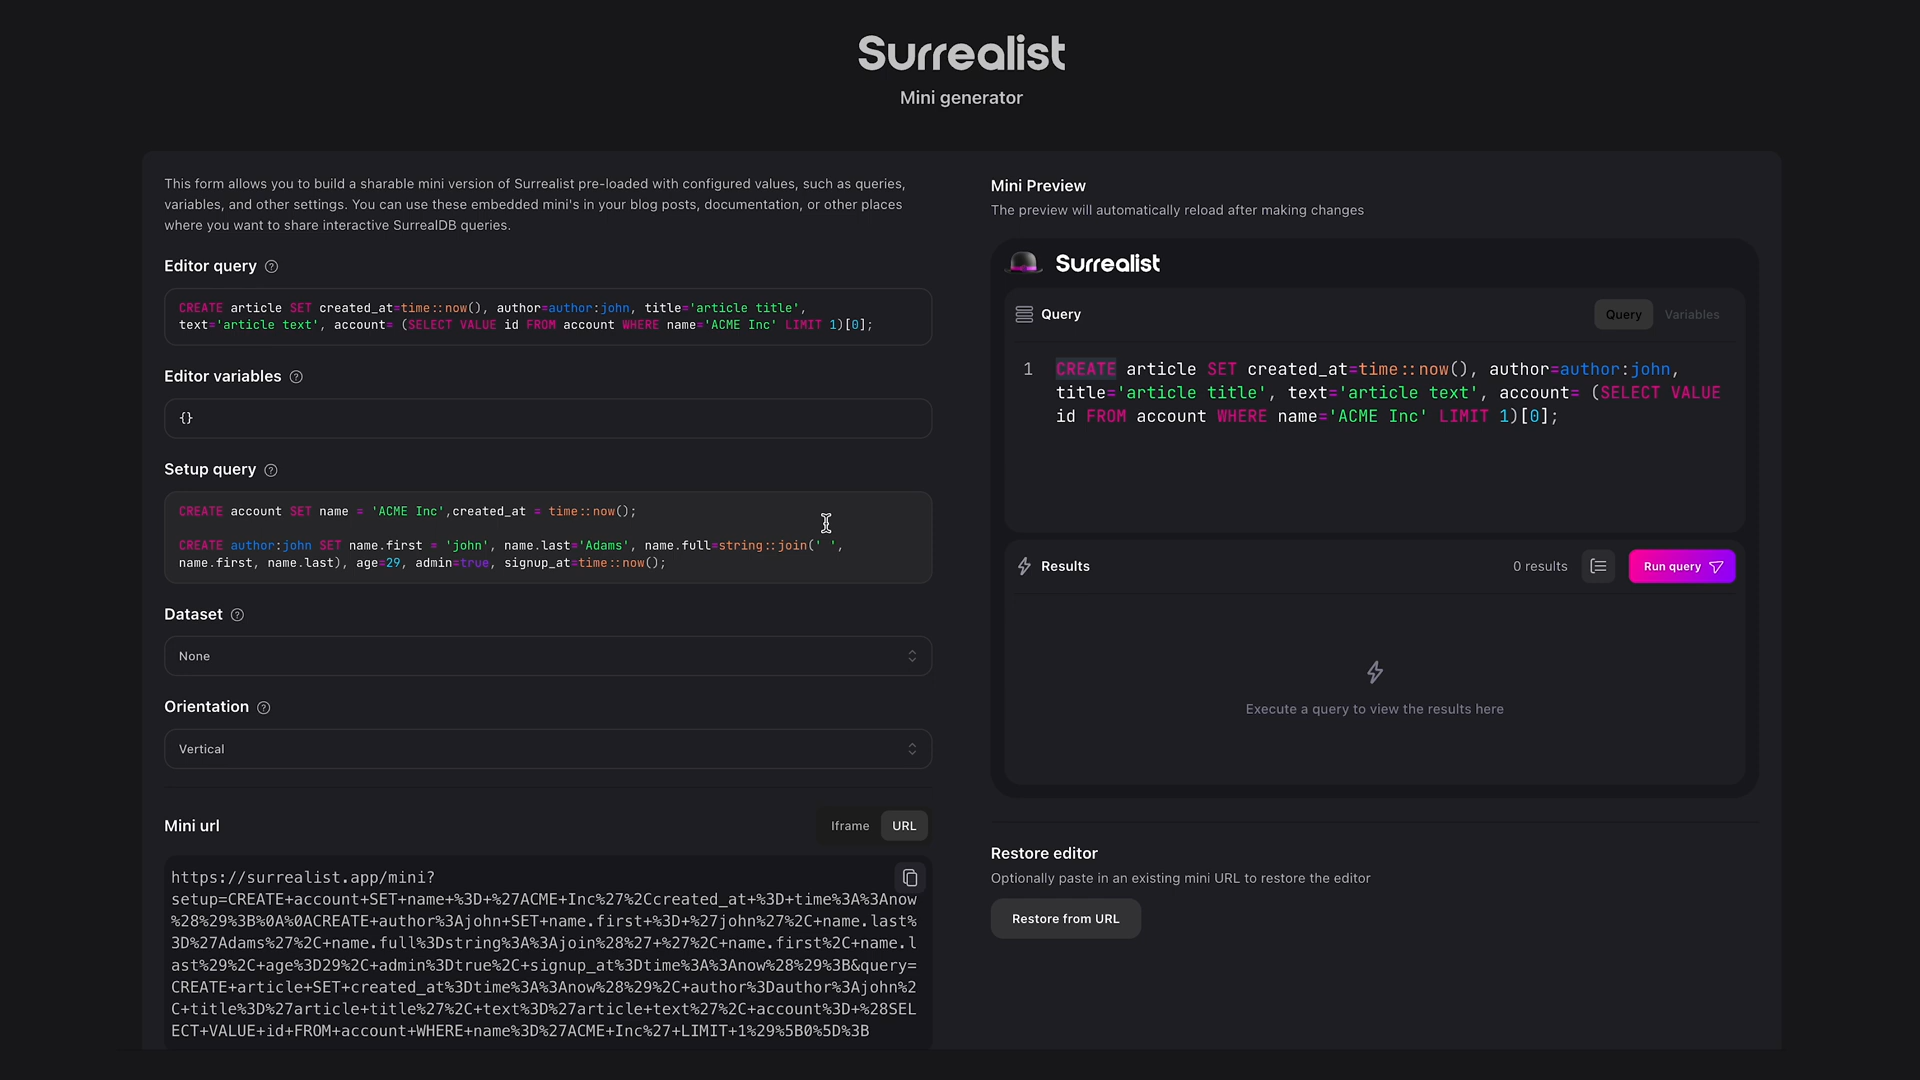 Surrealist
Mini generator
This form allows you to build a sharable mini version of Surrealist pre-loaded with configured values, such as queries,
variables, and other settings. You can use these embedded mini's in your blog posts, documentation, or other places
where you want to share interactive SurrealDB queries.
Editor query
CREATE article SET created_at=time::now(), author=author:john, title='article title',
text='article text', account= (SELECT VALUE id FROM account WHERE name='ACME Inc' LIMIT 1)[0];
Editor variables
{}
Setup query
CREATE account SET name = 'ACME Inc',created_at = time::now();
CREATE author:john SET name.first = 'john', name.last='Adams', name.full=string::join(' ',
name.first, name.last), age=29, admin=true, signup_at=time::now();
Dataset
None
Orientation
Vertical
Mini url
Iframe
URL
https://surrealist.app/mini?
setup=CREATE+account+SET+name+%3D+%27ACME+Inc%27%2Ccreated_at+%3D+time%3A%3Anow
%28%29%3B%0A%0ACREATE+author%3Ajohn+SET+name.first+%3D+%27john%27%2C+name.last%
3D%27Adams%27%2C+name.full%3Dstring%3A%3Ajoin%28%27+%27%2C+name.first%2C+name.l
ast%29%2C+age%3D29%2C+admin%3Dtrue%2C+signup_at%3Dtime%3A%3Anow%28%29%3B&query=
CREATE+article+SET+created_at%3Dtime%3A%3Anow%28%29%2C+author%3Dauthor%3Ajohn%2
C+title%3D%27article+title%27%2C+text%3D%27article+text%27%2C+account%3D+%28SEL
ECT+VALUE+id+FROM+account+WHERE+name%3D%27ACME+Inc%27+LIMIT+1%29%5B0%5D%3B
Mini Preview
The preview will automatically reload after making changes
Surrealist
Query
Query
Variables
1 CREATE article SET created_at=time::now(), author=author:john,
title='article title', text='article text', account= (SELECT VALUE
id FROM account WHERE name='ACME Inc' LIMIT 1)[0];
Results
0 results
Run query
Execute a query to view the results here
Restore editor
Optionally paste in an existing mini URL to restore the editor
Restore from URL